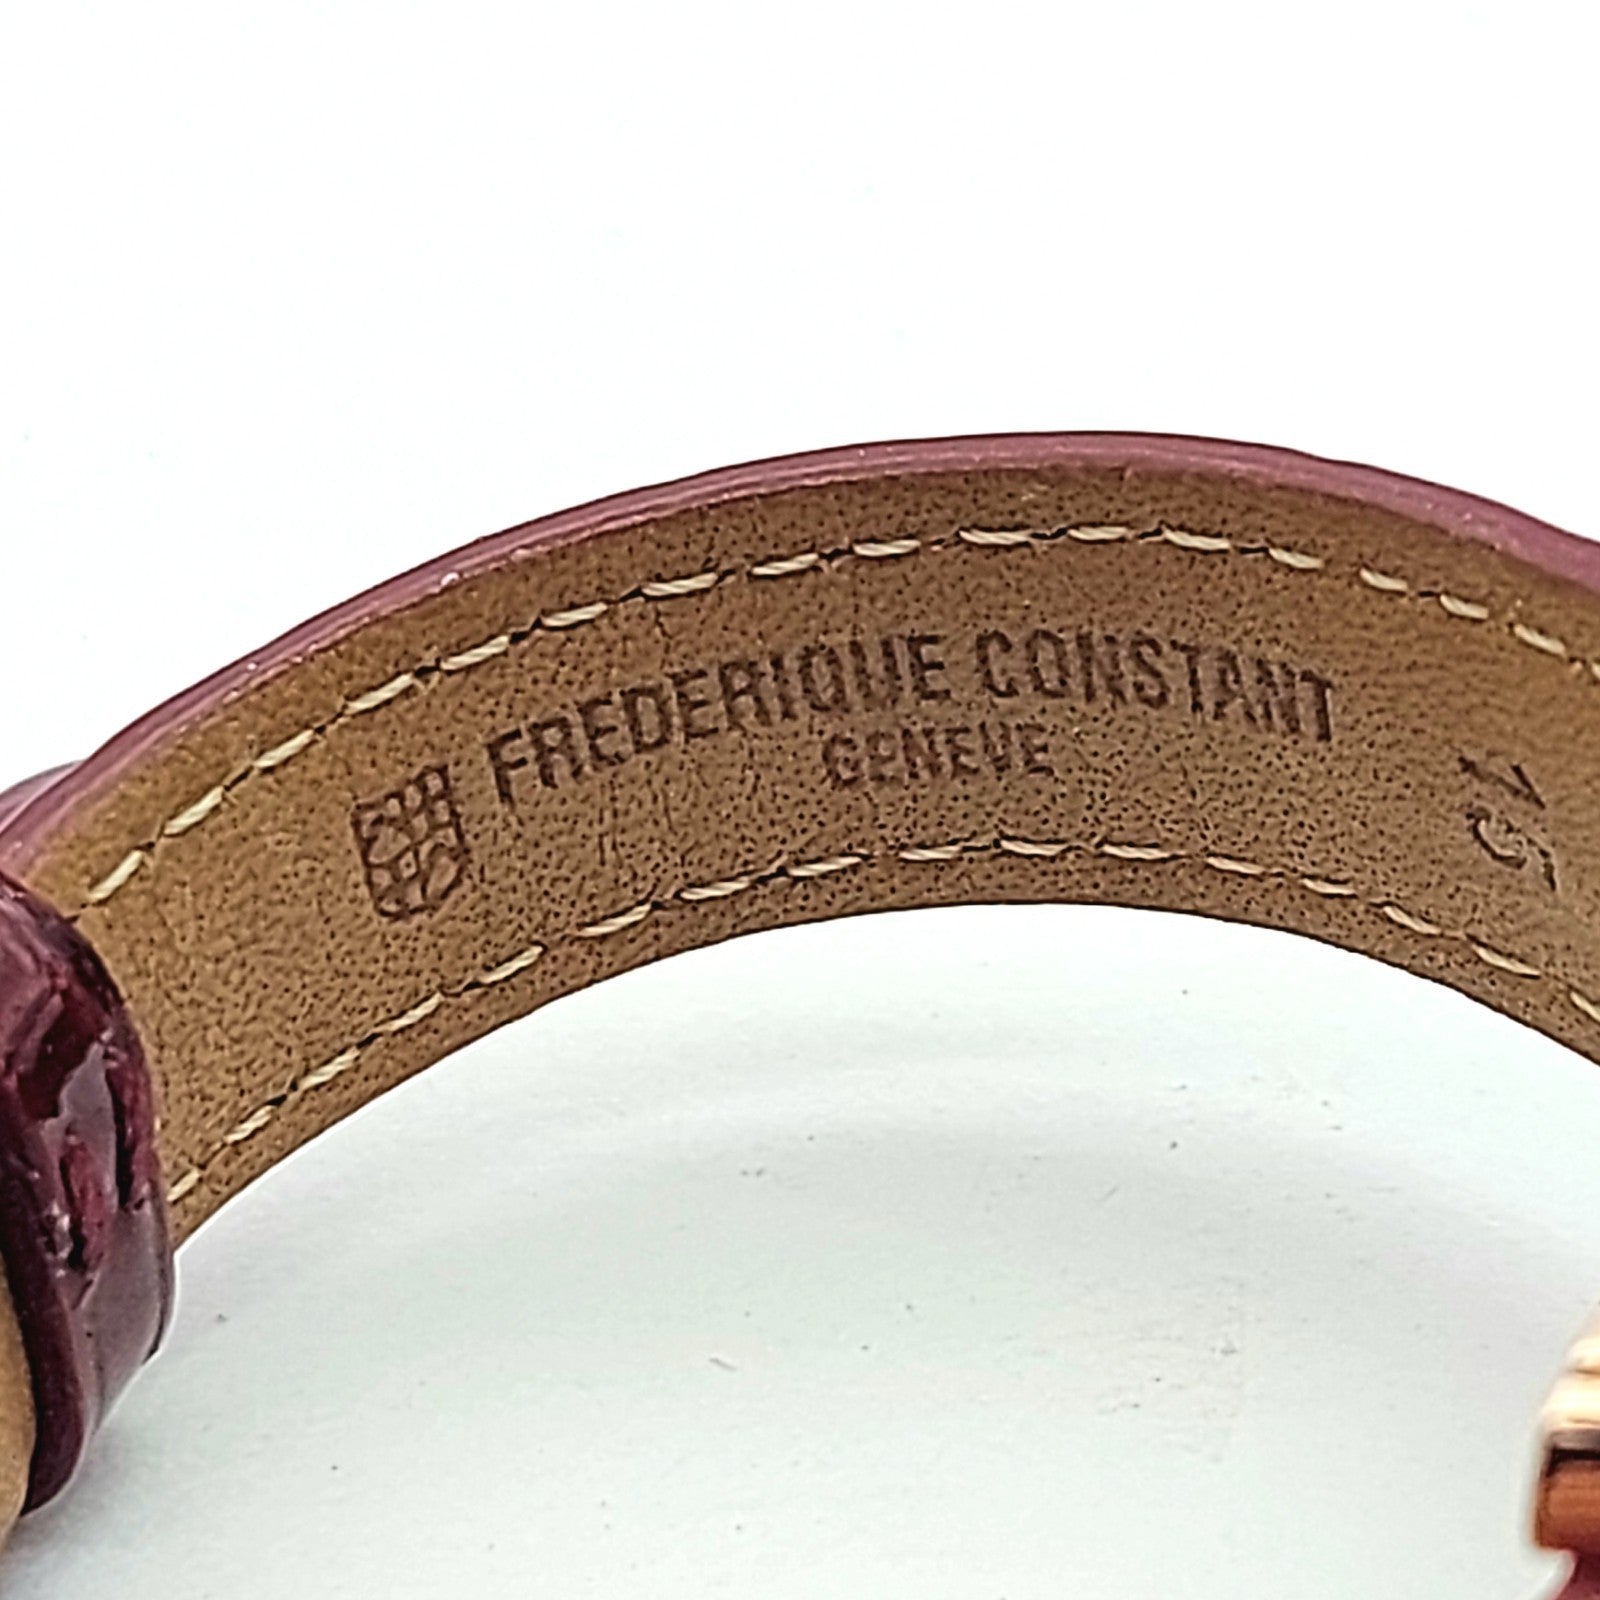 FREDERIQUE CONSTANT
GENEVE
15